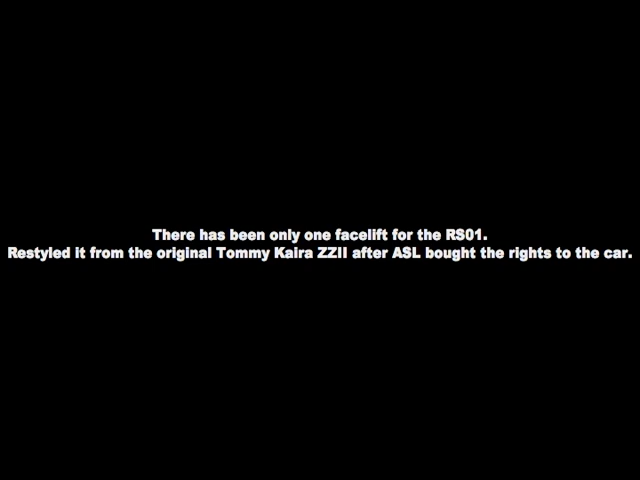 There has been only one facelift for the RS01.
Restyled it from the original Tommy Kaira ZZII after ASL bought the rights to the car.